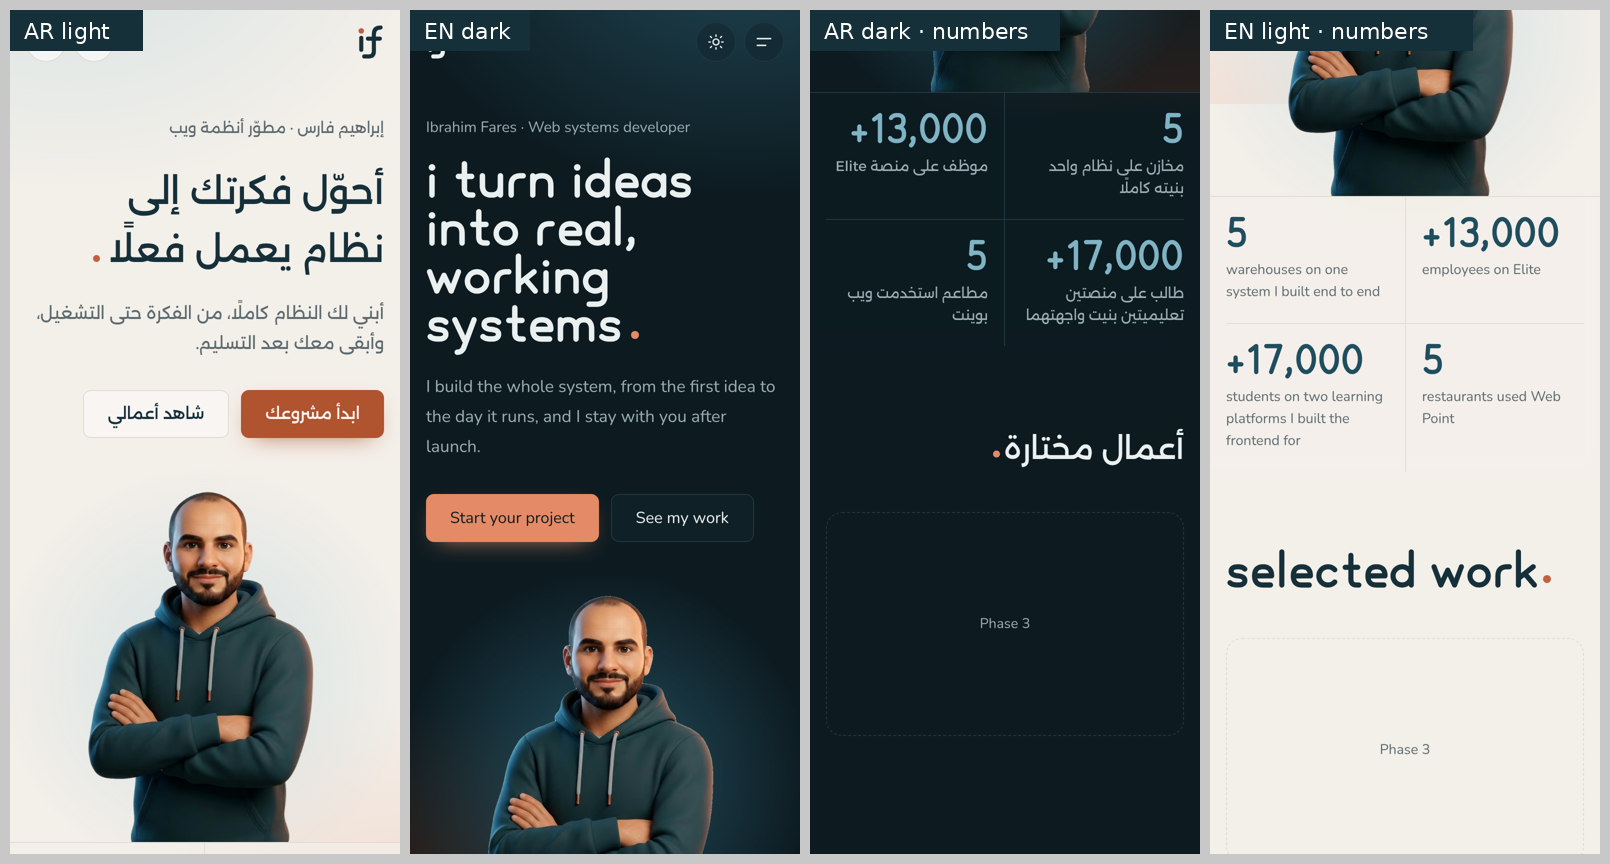 AR light
if
إبراهيم فارس · مطوّر أنظمة ويب
أحوّل فكرتك إلى
نظام يعمل فعلًا.
أبني لك النظام كاملًا، من الفكرة حتى التشغيل،
وأبقى معك بعد التسليم.
ابدأ مشروعك
شاهد أعمالي
EN dark
Ibrahim Fares · Web systems developer
i turn ideas
into real,
working
systems.
I build the whole system, from the first idea to
the day it runs, and I stay with you after
launch.
Start your project
See my work
AR dark · numbers
5
مخازن على نظام واحد
بنيته كاملًا
+13,000
موظف على منصة Elite
+17,000
طالب على منصتين
تعليميتين بنيت واجهتهما
5
مطاعم استخدمت ويب
بوينت
أعمال مختارة.
Phase 3
EN light · numbers
5
warehouses on one
system I built end to end
+13,000
employees on Elite
+17,000
students on two learning
platforms I built the
frontend for
5
restaurants used Web
Point
selected work.
Phase 3